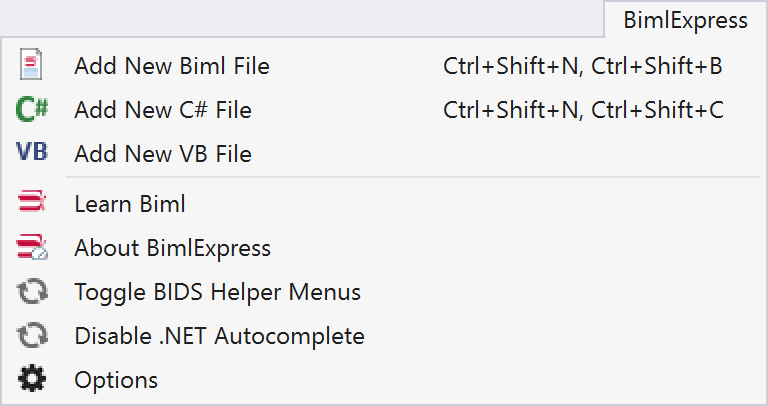 BimlExpress
Add New Biml File Ctrl+Shift+N, Ctrl+Shift+B
C# Add New C# File Ctrl+Shift+N, Ctrl+Shift+C
VB Add New VB File
Learn Biml
About BimlExpress
Toggle BIDS Helper Menus
Disable .NET Autocomplete
Options